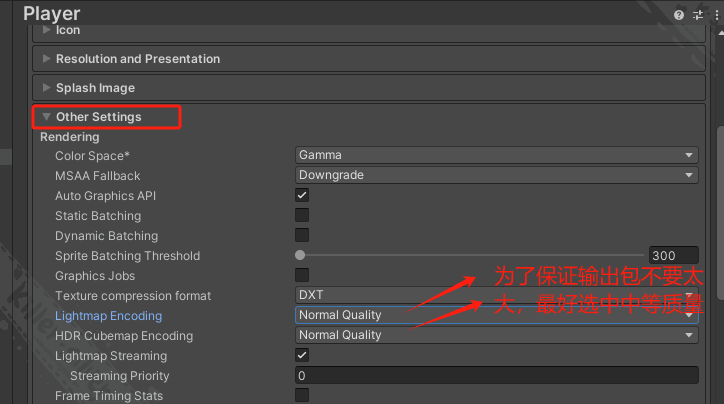 Player
Icon
Resolution and Presentation
Splash Image
Other Settings
Rendering
Color Space* Gamma
MSAA Fallback Downgrade
Auto Graphics API
Static Batching
Dynamic Batching
Sprite Batching Threshold 300
Graphics Jobs
为了保证输出包不要太
Texture compression format DXT
大，最好选中中等质量
Lightmap Encoding Normal Quality
HDR Cubemap Encoding Normal Quality
Lightmap Streaming
Streaming Priority 0
Frame Timing Stats